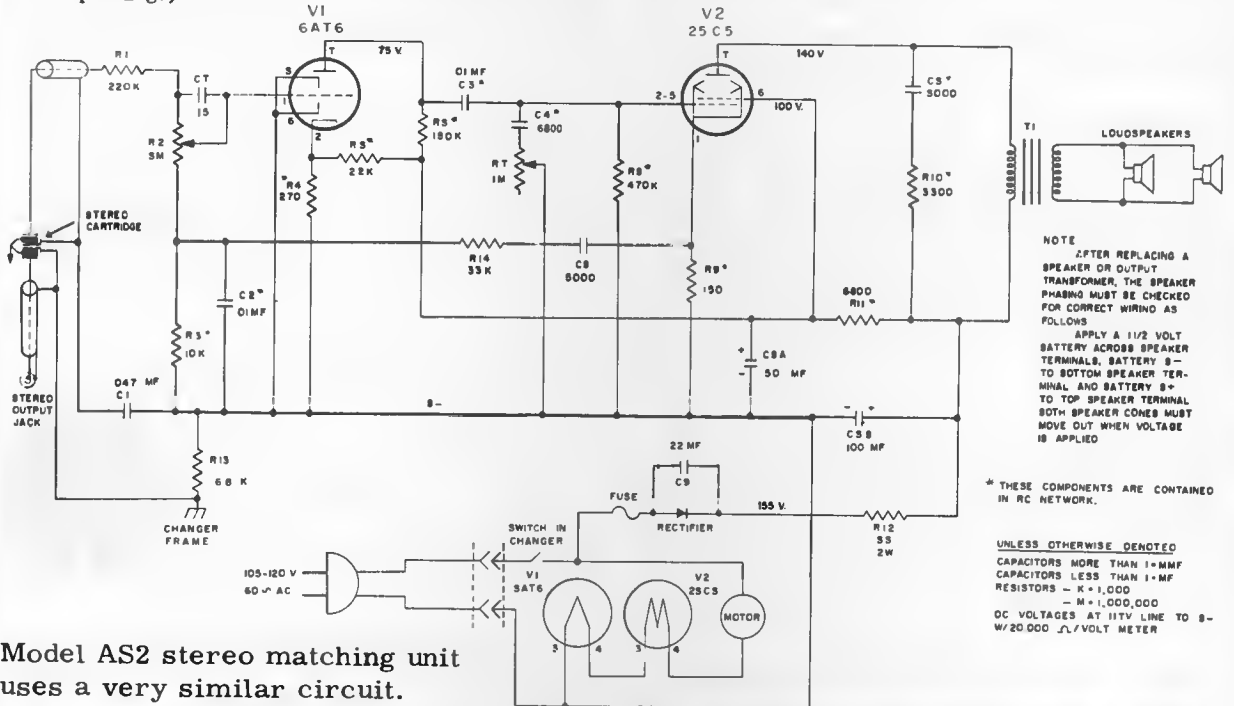 V1
6AT6
V2
25C5
R1
220K
CT
15
R2
5M
3
1
6
2
T
75 V.
R5*
22K
*R4
270
R5*
180K
.01MF
C3*
C4*
6800
RT
1M
R8*
470K
2-5
T
6
1
140V
100 V.
C5*
5000
R10*
3300
T1
LOUDSPEAKERS
STEREO
CARTRIDGE
R14
33K
C8
5000
R9*
150
6800
R11*
C2*
.01MF
R3*
10K
C8A
+
-
50 MF
STEREO
OUTPUT
JACK
.047 MF
C1
B-
- +
C5B
100 MF
R13
68 K
CHANGER
FRAME
22 MF
C9
FUSE
RECTIFIER
155 V.
R12
33
2W
SWITCH IN
CHANGER
V1
6AT6
V2
25C5
MOTOR
3
4
3
4
105-120 V
60 ~ AC
NOTE
AFTER REPLACING A
SPEAKER OR OUTPUT
TRANSFORMER, THE SPEAKER
PHASING MUST BE CHECKED
FOR CORRECT WIRING AS
FOLLOWS
APPLY A 1 1/2 VOLT
BATTERY ACROSS SPEAKER
TERMINALS, BATTERY B-
TO BOTTOM SPEAKER TER-
MINAL AND BATTERY B+
TO TOP SPEAKER TERMINAL
BOTH SPEAKER CONES MUST
MOVE OUT WHEN VOLTAGE
IS APPLIED
* THESE COMPONENTS ARE CONTAINED
IN RC NETWORK.
UNLESS OTHERWISE DENOTED
CAPACITORS MORE THAN 1=MMF
CAPACITORS LESS THAN 1=MF
RESISTORS - K=1,000
- M=1,000,000
DC VOLTAGES AT 117V LINE TO B-
W/20,000 Ω/VOLT METER
Model AS2 stereo matching unit
uses a very similar circuit.